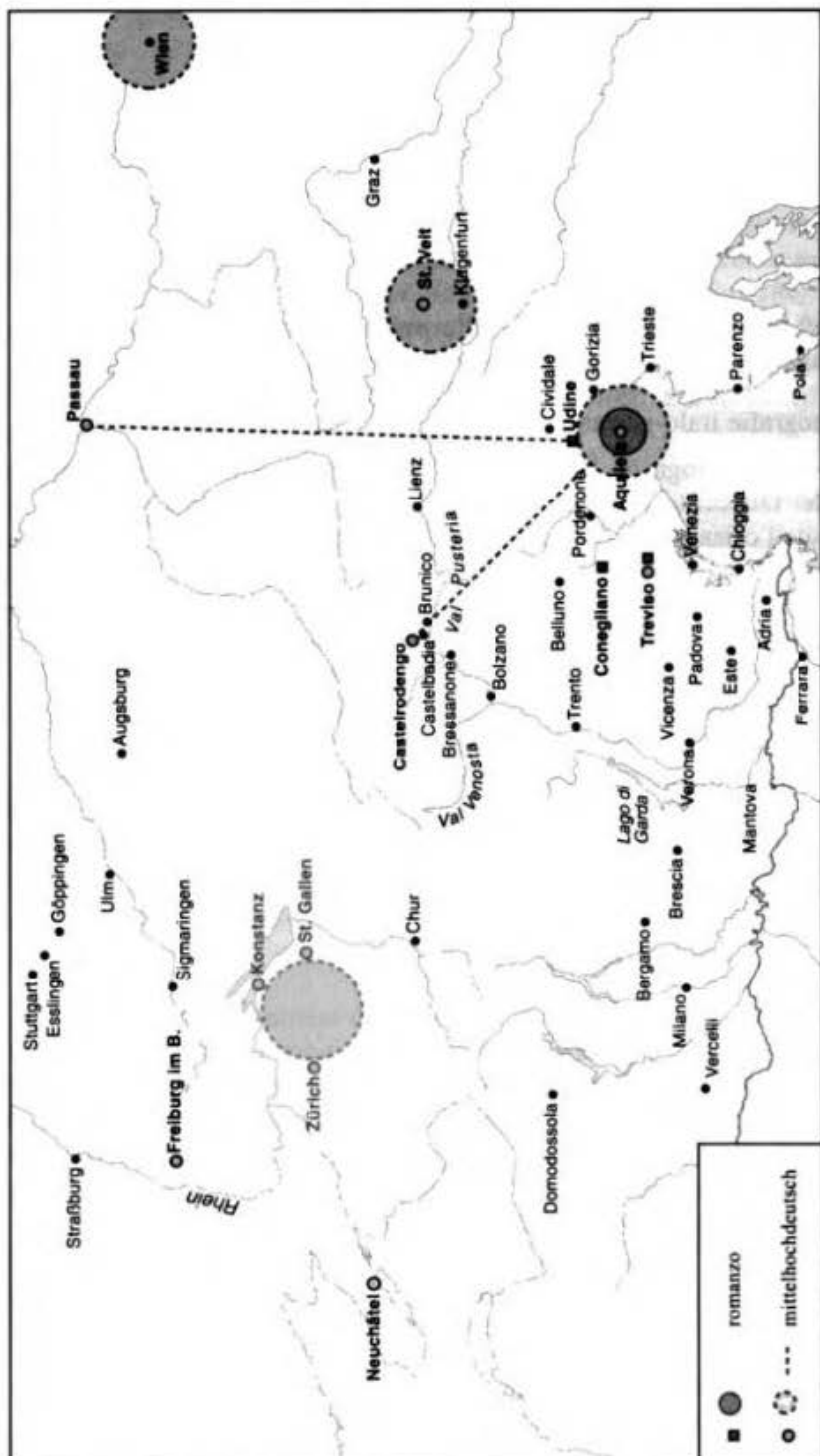 Stuttgart
Esslingen
Göppingen
Straßburg
Passau
Ulm
Augsburg
Wien
Freiburg im B.
Sigmaringen
Rhein
Konstanz
St. Gallen
Zürich
Neuchâtel
Graz
Chur
Castelrodengo
Lienz
St. Veit
Castelbadia
Brunico
Bressanone
Val Pusteria
Klagenfurt
Val Venosta
Bolzano
Domodossola
Belluno
Cividale
Trento
Udine
Conegliano
Pordenone
Gorizia
Lago di
Garda
Aquileia
Bergamo
Treviso
Trieste
Brescia
Vicenza
Milano
Verona
Venezia
Padova
Vercelli
Este
Chioggia
Parenzo
Mantova
Adria
Ferrara
Pola
romanzo
mittelhochdeutsch